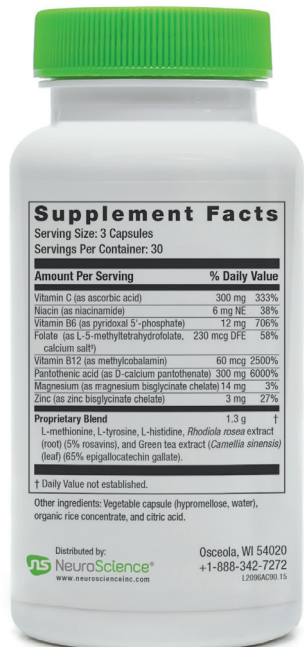 Supplement Facts
Serving Size: 3 Capsules
Servings Per Container: 30
Amount Per Serving % Daily Value
Vitamin C (as ascorbic acid) 300 mg 333%
Niacin (as niacinamide) 6 mg NE 38%
Vitamin B6 (as pyridoxal 5'-phosphate) 12 mg 706%
Folate (as L-5-methyltetrahydrofolate, 230 mcg DFE 58%
calcium salt§)
Vitamin B12 (as methylcobalamin) 60 mcg 2500%
Pantothenic acid (as D-calcium pantothenate) 300 mg 6000%
Magnesium (as magnesium bisglycinate chelate) 14 mg 3%
Zinc (as zinc bisglycinate chelate) 3 mg 27%
Proprietary Blend 1.3 g †
L-methionine, L-tyrosine, L-histidine, Rhodiola rosea extract
(root) (5% rosavins), and Green tea extract (Camellia sinensis)
(leaf) (65% epigallocatechin gallate).
† Daily Value not established.
Other ingredients: Vegetable capsule (hypromellose, water),
organic rice concentrate, and citric acid.
Distributed by:
ns NeuroScience®
www.neuroscienceinc.com
Osceola, WI 54020
+1-888-342-7272
L2096AC90.15